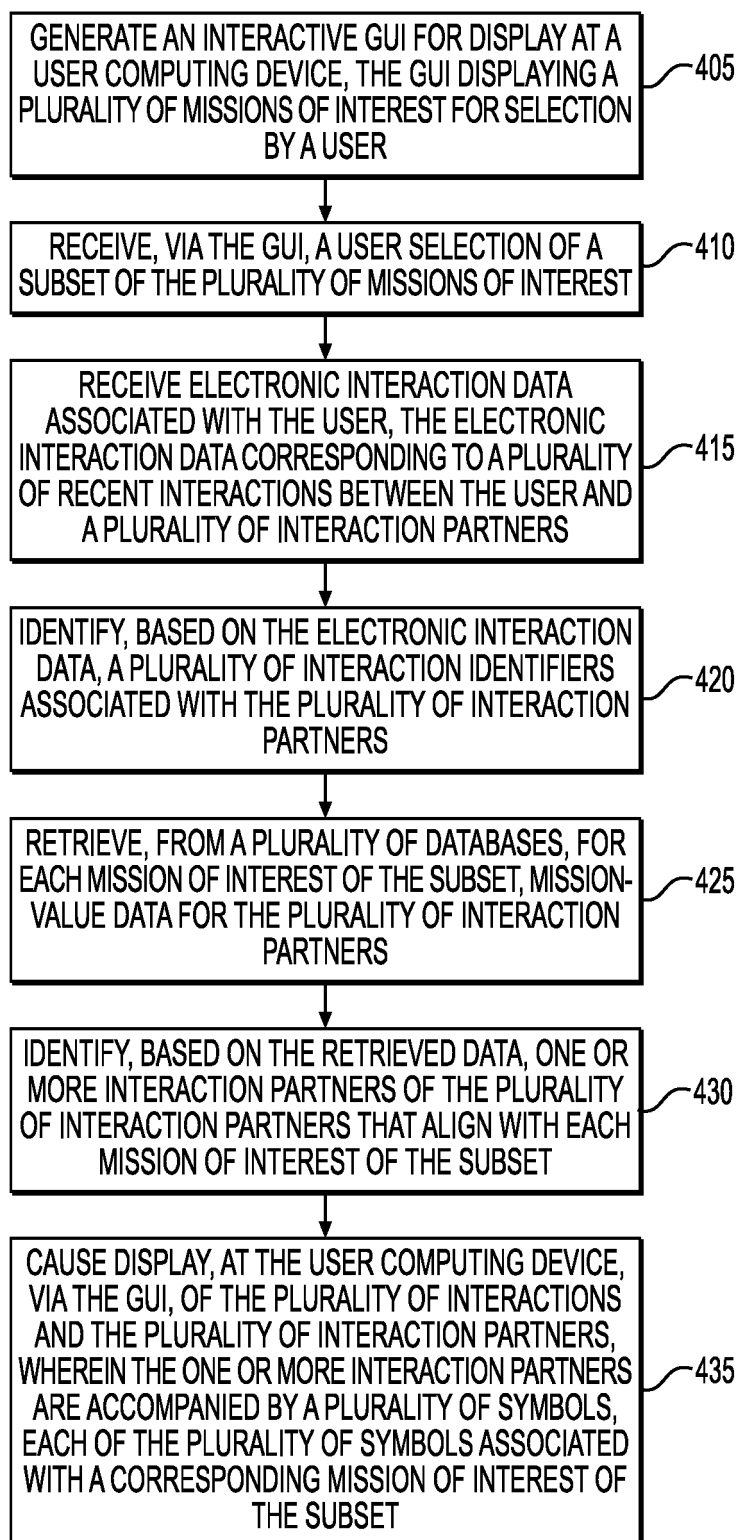 GENERATE AN INTERACTIVE GUI FOR DISPLAY AT A
USER COMPUTING DEVICE, THE GUI DISPLAYING A
PLURALITY OF MISSIONS OF INTEREST FOR SELECTION
BY A USER
405
RECEIVE, VIA THE GUI, A USER SELECTION OF A
SUBSET OF THE PLURALITY OF MISSIONS OF INTEREST
410
RECEIVE ELECTRONIC INTERACTION DATA
ASSOCIATED WITH THE USER, THE ELECTRONIC
INTERACTION DATA CORRESPONDING TO A PLURALITY
OF RECENT INTERACTIONS BETWEEN THE USER AND
A PLURALITY OF INTERACTION PARTNERS
415
IDENTIFY, BASED ON THE ELECTRONIC INTERACTION
DATA, A PLURALITY OF INTERACTION IDENTIFIERS
ASSOCIATED WITH THE PLURALITY OF INTERACTION
PARTNERS
420
RETRIEVE, FROM A PLURALITY OF DATABASES, FOR
EACH MISSION OF INTEREST OF THE SUBSET, MISSION-
VALUE DATA FOR THE PLURALITY OF INTERACTION
PARTNERS
425
IDENTIFY, BASED ON THE RETRIEVED DATA, ONE OR
MORE INTERACTION PARTNERS OF THE PLURALITY
OF INTERACTION PARTNERS THAT ALIGN WITH EACH
MISSION OF INTEREST OF THE SUBSET
430
CAUSE DISPLAY, AT THE USER COMPUTING DEVICE,
VIA THE GUI, OF THE PLURALITY OF INTERACTIONS
AND THE PLURALITY OF INTERACTION PARTNERS,
WHEREIN THE ONE OR MORE INTERACTION PARTNERS
ARE ACCOMPANIED BY A PLURALITY OF SYMBOLS,
EACH OF THE PLURALITY OF SYMBOLS ASSOCIATED
WITH A CORRESPONDING MISSION OF INTEREST OF
THE SUBSET
435